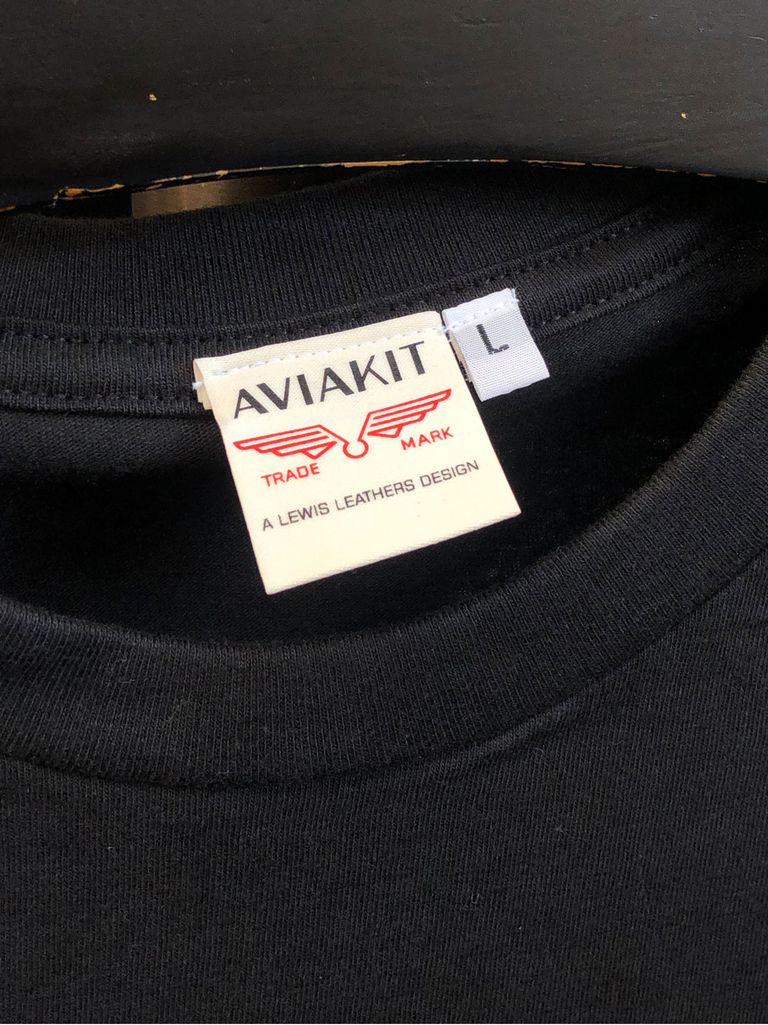 AVIAKIT
TRADE MARK
A LEWIS LEATHERS DESIGN
L